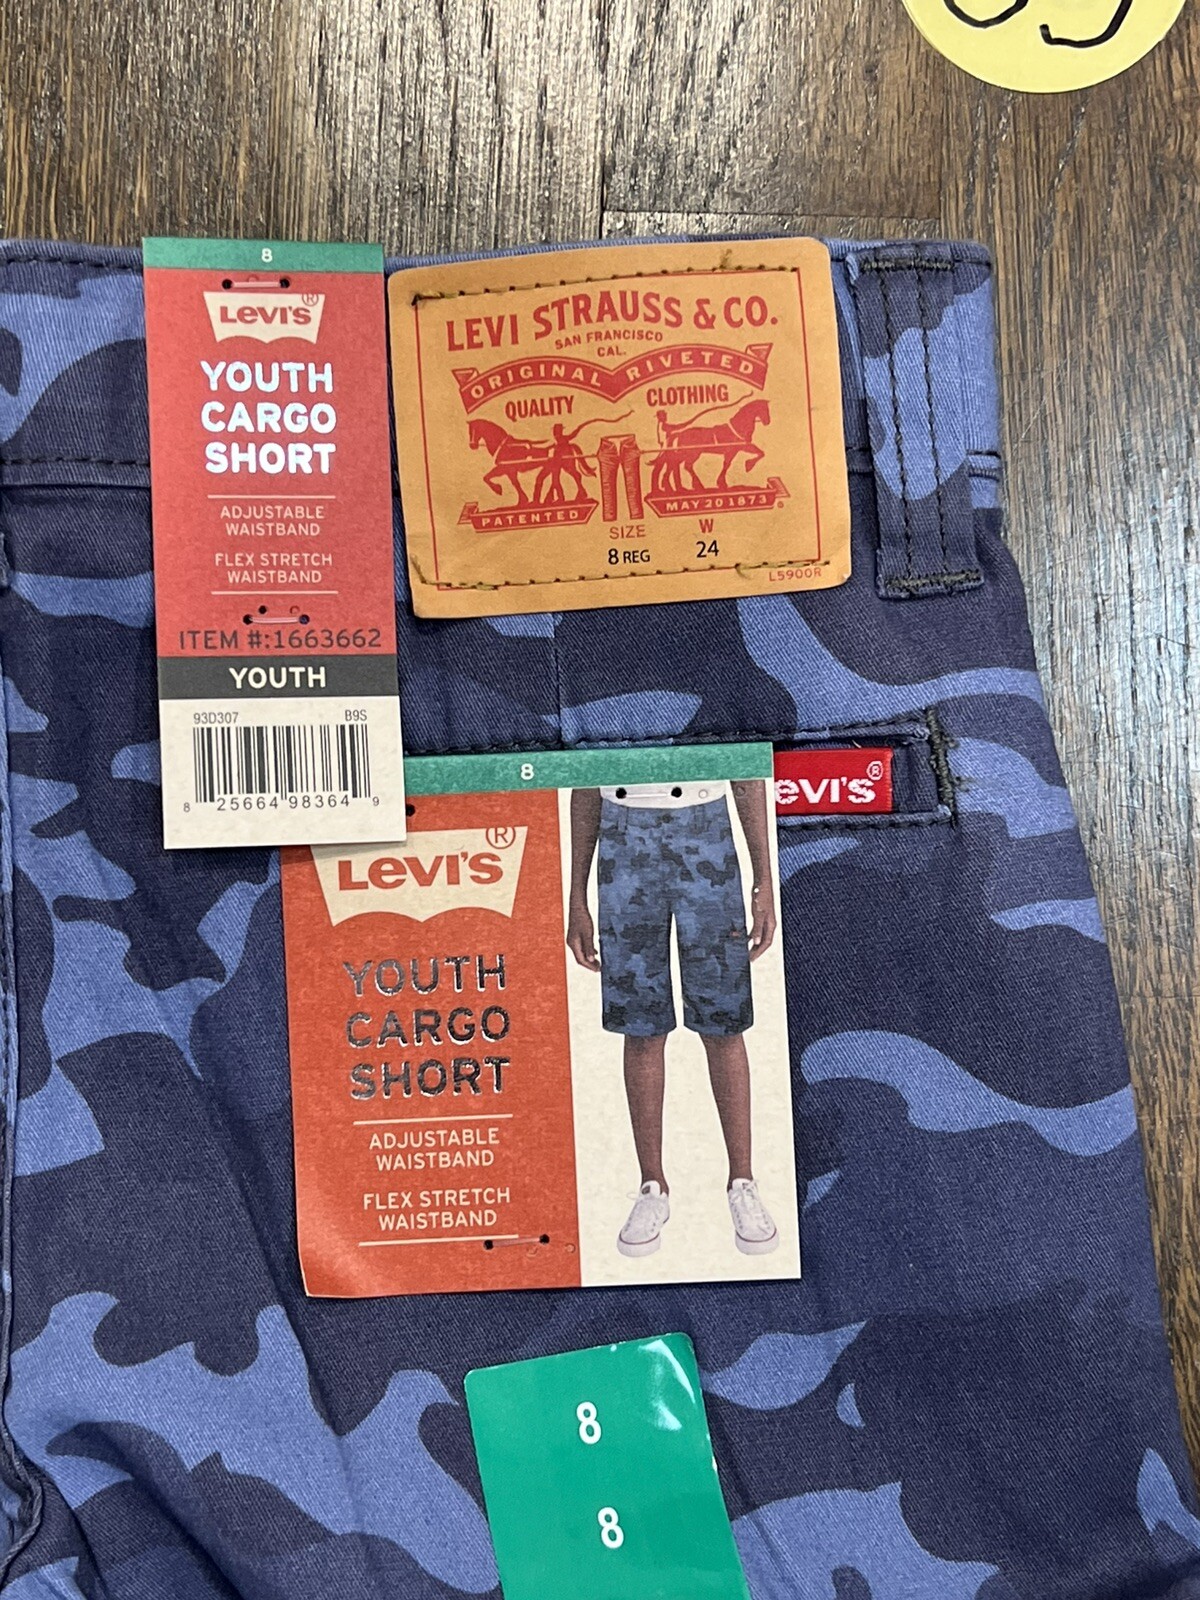 8
Levi's®
YOUTH
CARGO
SHORT
ADJUSTABLE
WAISTBAND
FLEX STRETCH
WAISTBAND
ITEM #:1663662
YOUTH
93D307 B9S
8 25664 98364 9
LEVI STRAUSS & CO.
SAN FRANCISCO
CAL.
ORIGINAL RIVETED
QUALITY CLOTHING
PATENTED MAY 20 1873
SIZE W
8 REG 24
L5900R
evi's®
8
Levi's®
YOUTH
CARGO
SHORT
ADJUSTABLE
WAISTBAND
FLEX STRETCH
WAISTBAND
8
8